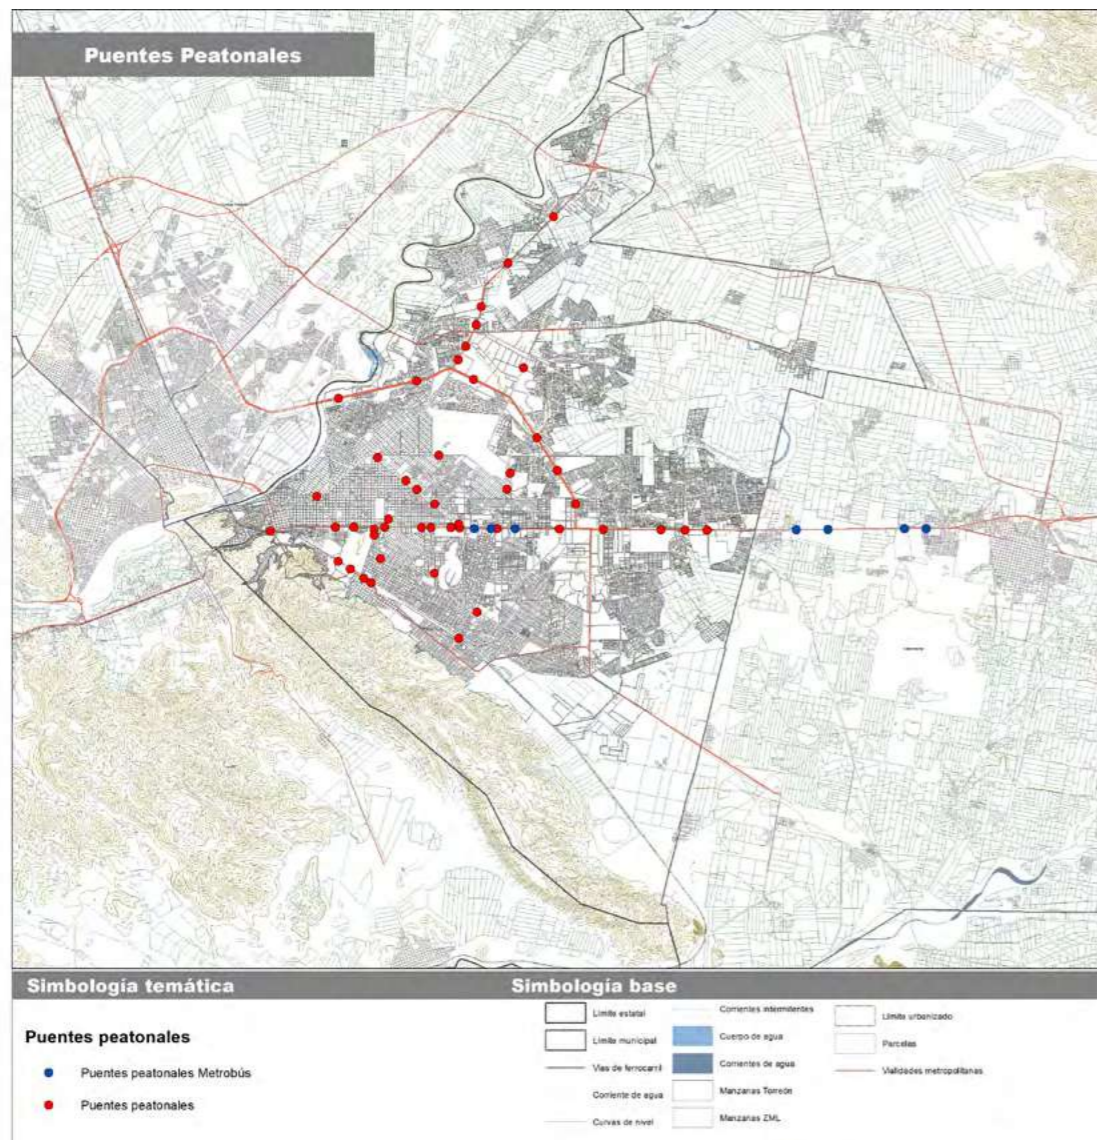 Puentes Peatonales
Simbología temática
Puentes peatonales
Puentes peatonales Metrobús
Puentes peatonales
Simbología base
Límite estatal
Límite municipal
Vías de ferrocarril
Corriente de agua
Curvas de nivel
Corrientes intermitentes
Cuerpo de agua
Corrientes de agua
Manzanas Torreón
Manzanas ZML
Límite urbanizado
Parcelas
Vialidades metropolitanas